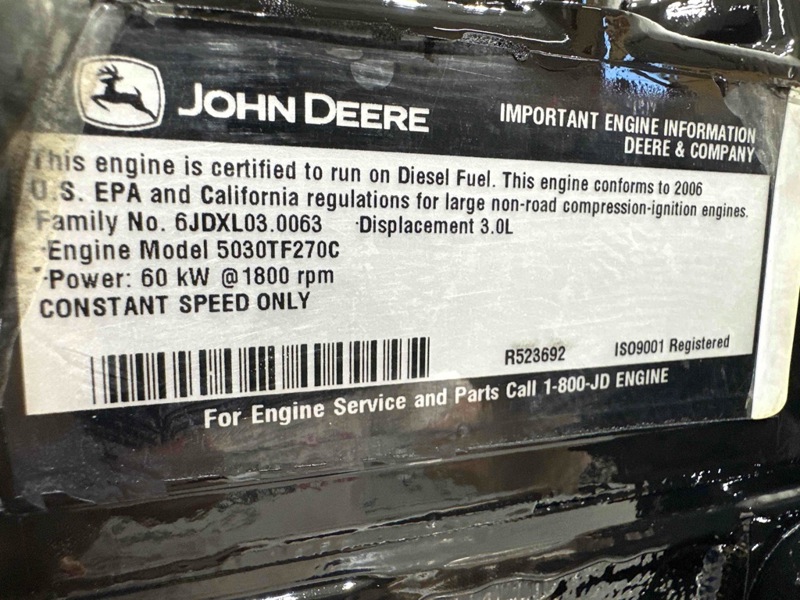 JOHN DEERE
IMPORTANT ENGINE INFORMATION
DEERE & COMPANY
This engine is certified to run on Diesel Fuel. This engine conforms to 2006
U.S. EPA and California regulations for large non-road compression-ignition engines.
Family No. 6JDXL03.0063 ·Displacement 3.0L
·Engine Model 5030TF270C
·Power: 60 kW @ 1800 rpm
CONSTANT SPEED ONLY
R523692 ISO9001 Registered
For Engine Service and Parts Call 1-800-JD ENGINE